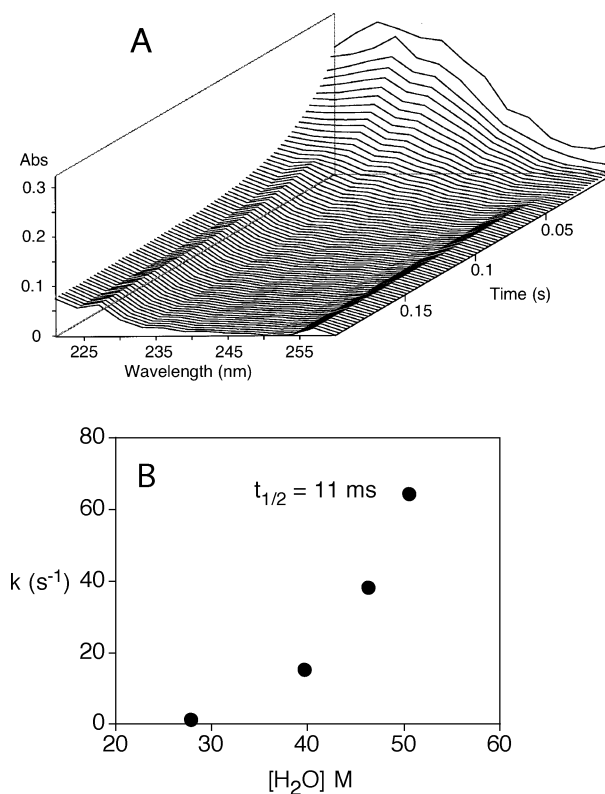 A
Abs
0.3
0.2
0.1
0
225 235 245 255
Wavelength (nm)
0.05
0.1
0.15
Time (s)
B
t1/2 = 11 ms
80
60
40
20
0
k (s-1)
20 30 40 50 60
[H2O] M